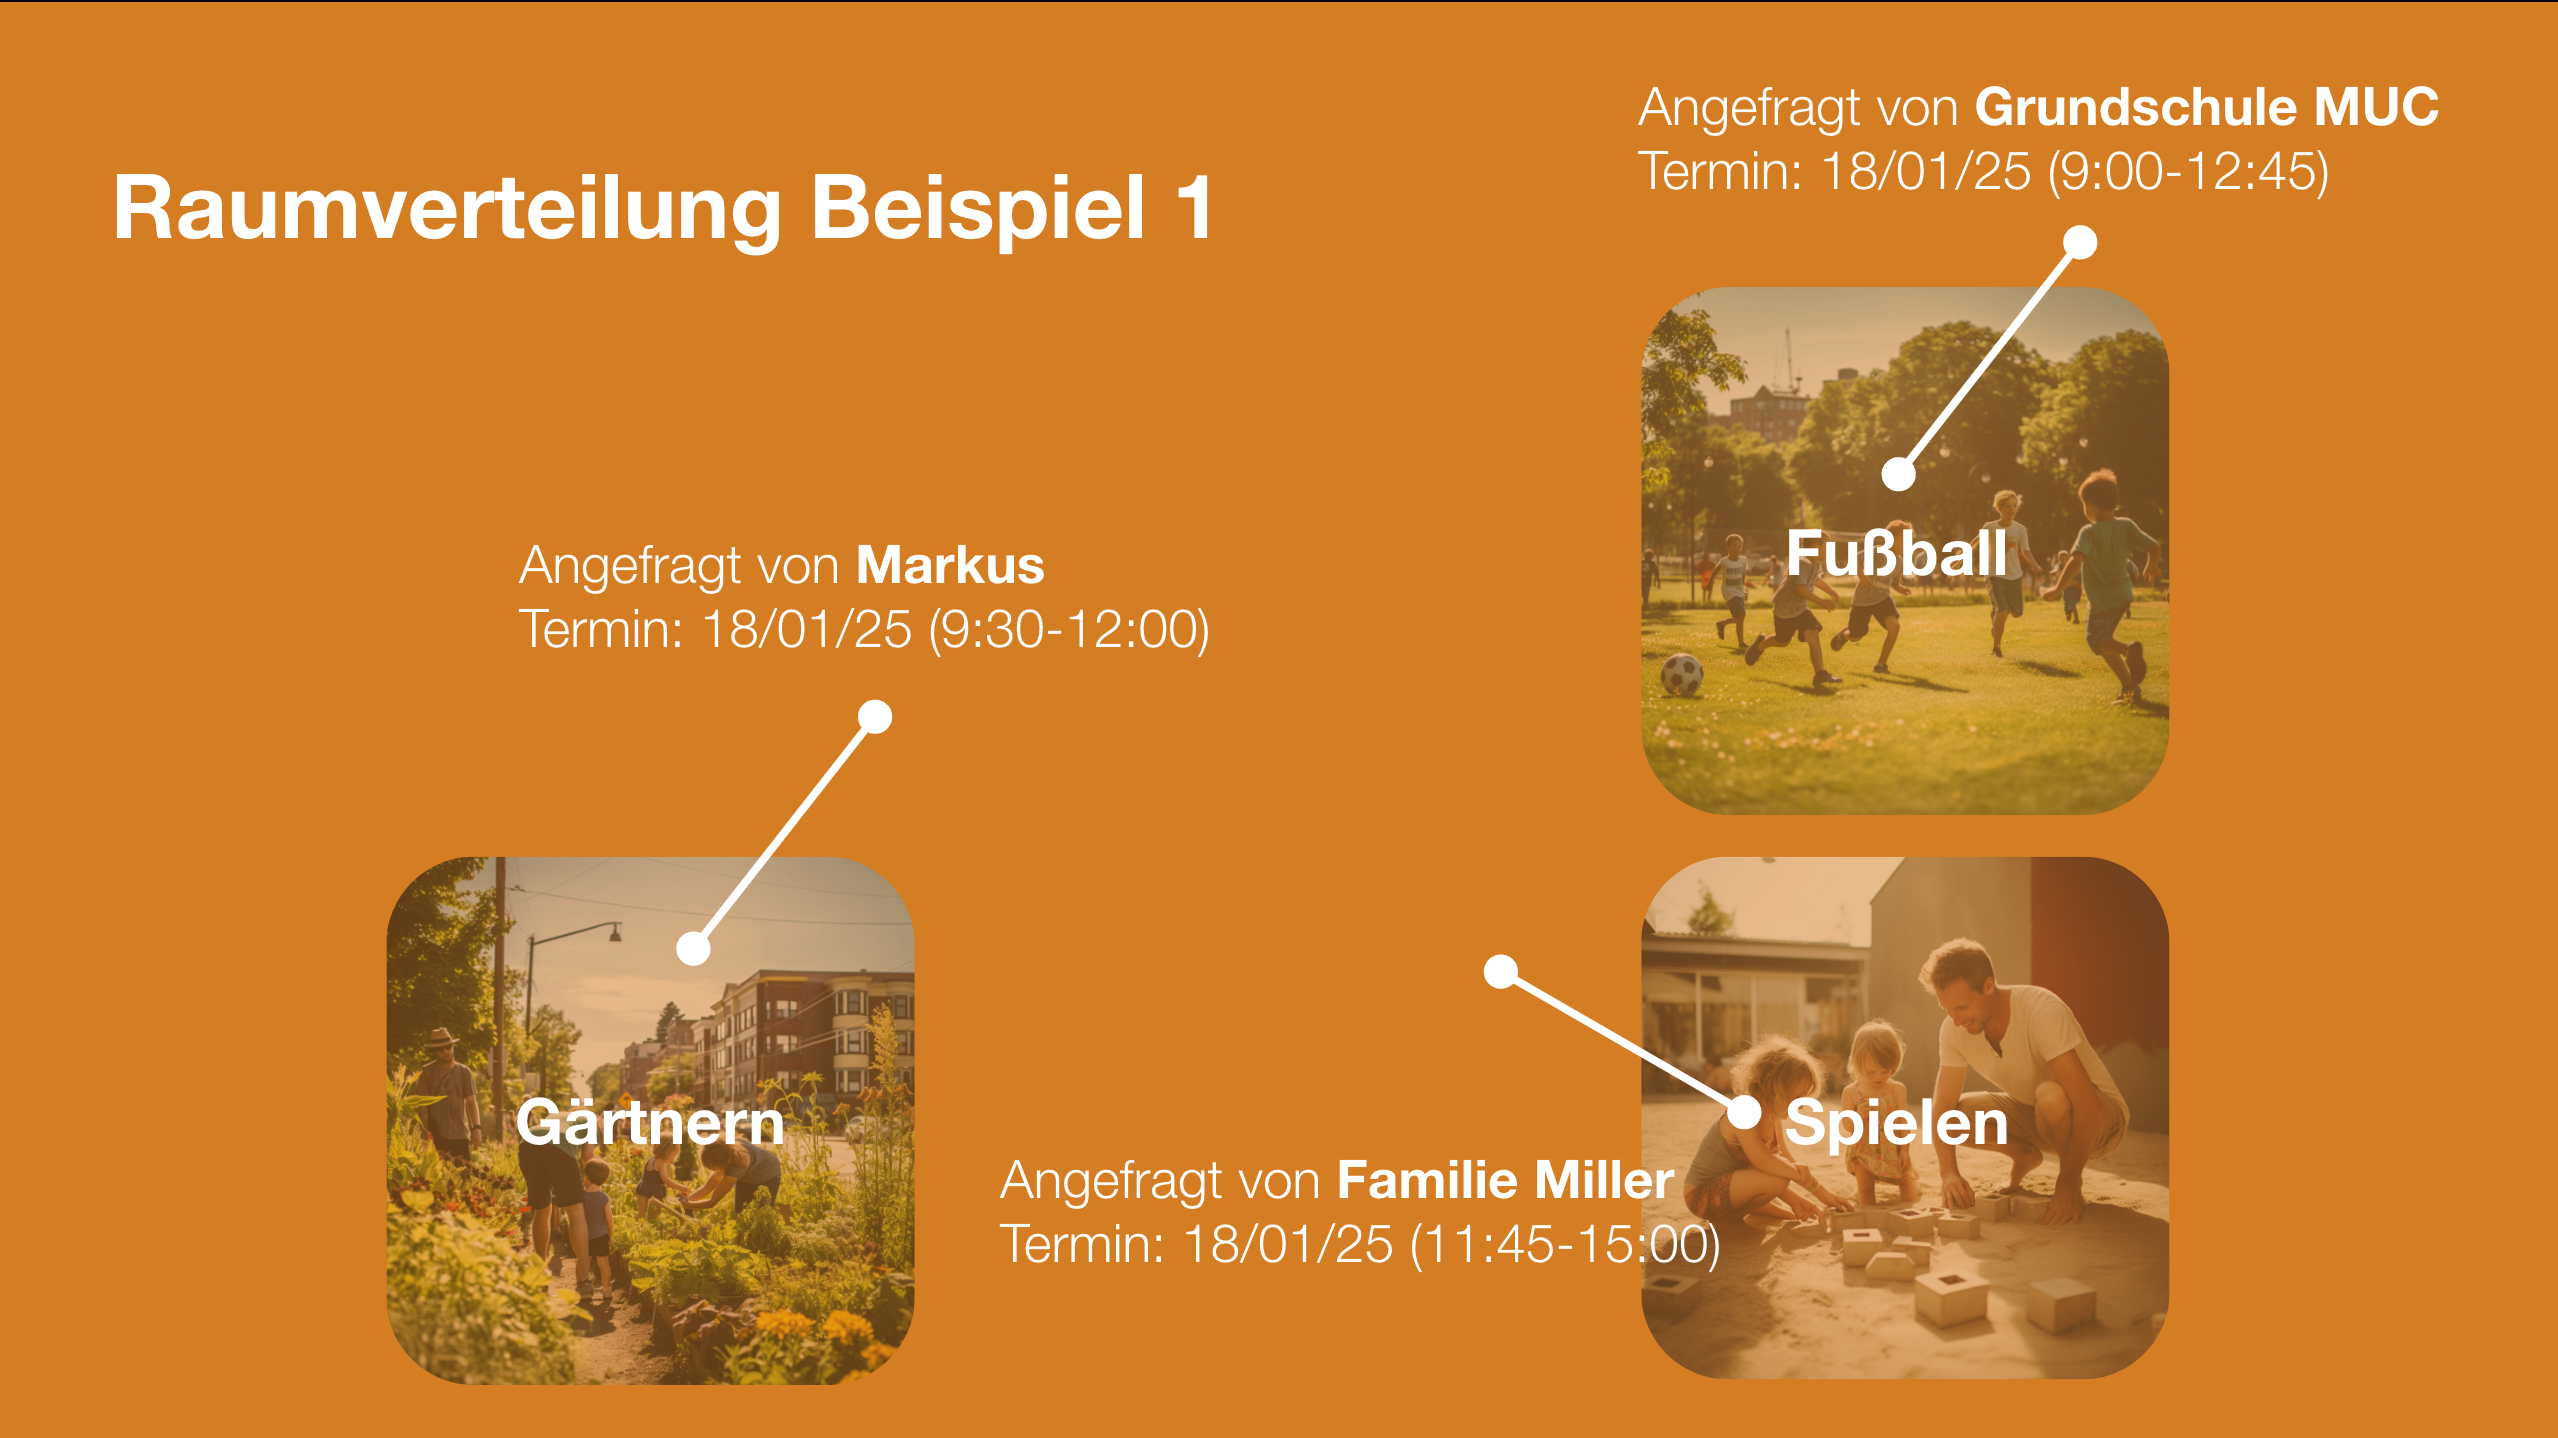 Raumverteilung Beispiel 1
Angefragt von Grundschule MUC
Termin: 18/01/25 (9:00-12:45)
Fußball
Angefragt von Markus
Termin: 18/01/25 (9:30-12:00)
Gärtnern
Angefragt von Familie Miller
Termin: 18/01/25 (11:45-15:00)
Spielen